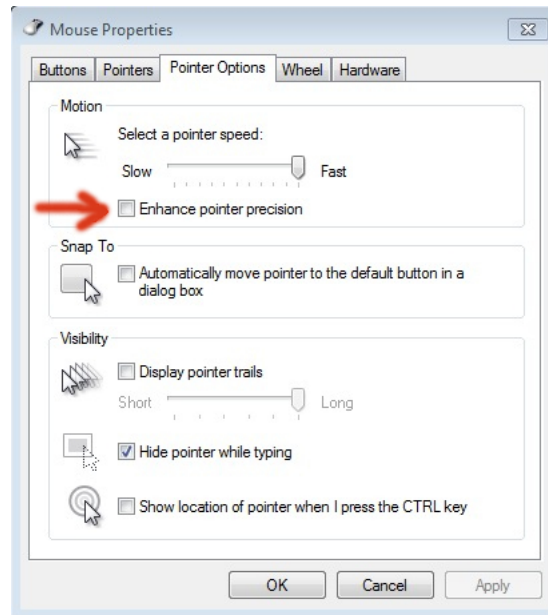 Mouse Properties
Buttons Pointers Pointer Options Wheel Hardware
Motion
Select a pointer speed:
Slow Fast
Enhance pointer precision
Snap To
Automatically move pointer to the default button in a
dialog box
Visibility
Display pointer trails
Short Long
Hide pointer while typing
Show location of pointer when I press the CTRL key
OK Cancel Apply